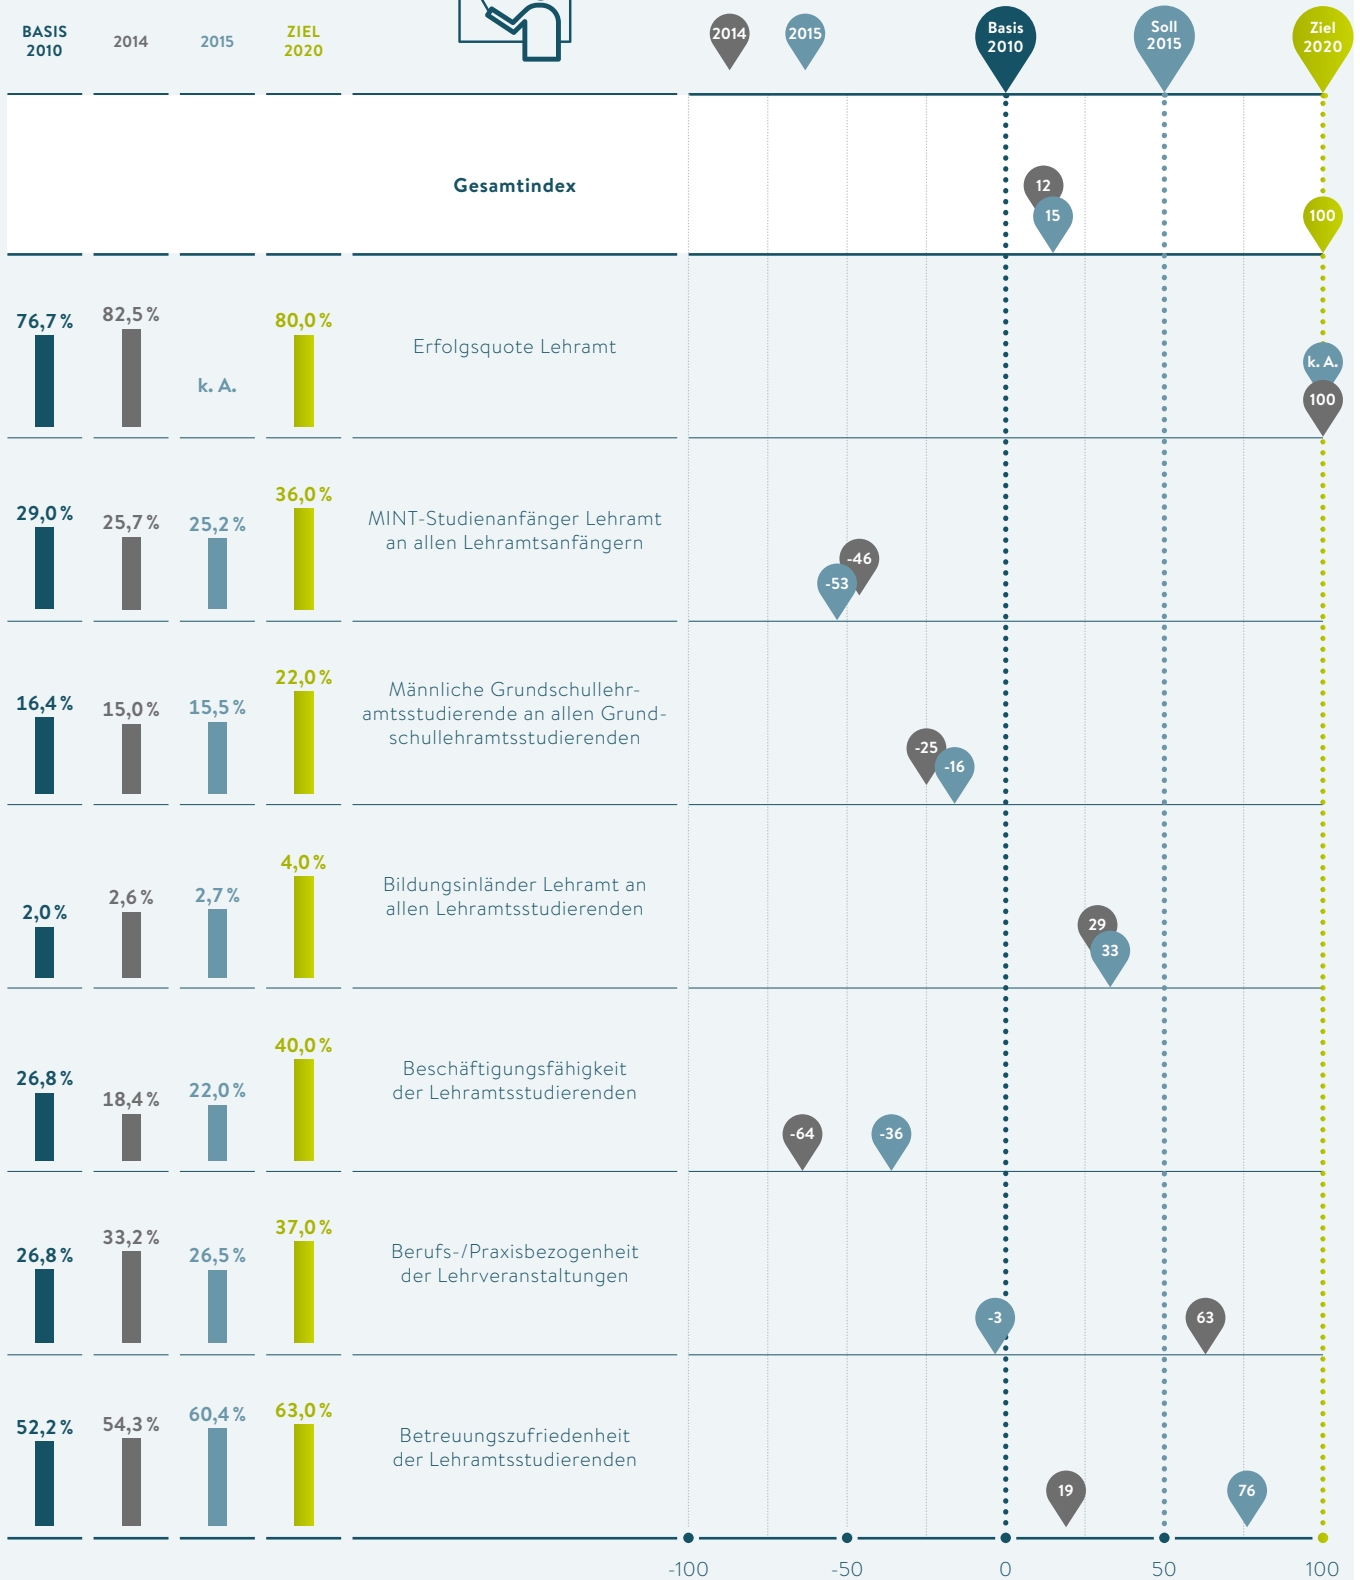 BASIS
2010
2014
2015
ZIEL
2020
2014
2015
Basis
2010
Soll
2015
Ziel
2020
Gesamtindex
12
15
100
76,7 %
82,5 %
k. A.
80,0 %
Erfolgsquote Lehramt
k. A.
100
29,0 %
25,7 %
25,2 %
36,0 %
MINT-Studienanfänger Lehramt
an allen Lehramtsanfängern
-46
-53
16,4 %
15,0 %
15,5 %
22,0 %
Männliche Grundschullehr-
amtsstudierende an allen Grund-
schullehramtsstudierenden
-25
-16
2,0 %
2,6 %
2,7 %
4,0 %
Bildungsinländer Lehramt an
allen Lehramtsstudierenden
29
33
26,8 %
18,4 %
22,0 %
40,0 %
Beschäftigungsfähigkeit
der Lehramtsstudierenden
-64
-36
26,8 %
33,2 %
26,5 %
37,0 %
Berufs-/Praxisbezogenheit
der Lehrveranstaltungen
-3
63
52,2 %
54,3 %
60,4 %
63,0 %
Betreuungszufriedenheit
der Lehramtsstudierenden
19
76
-100
-50
0
50
100